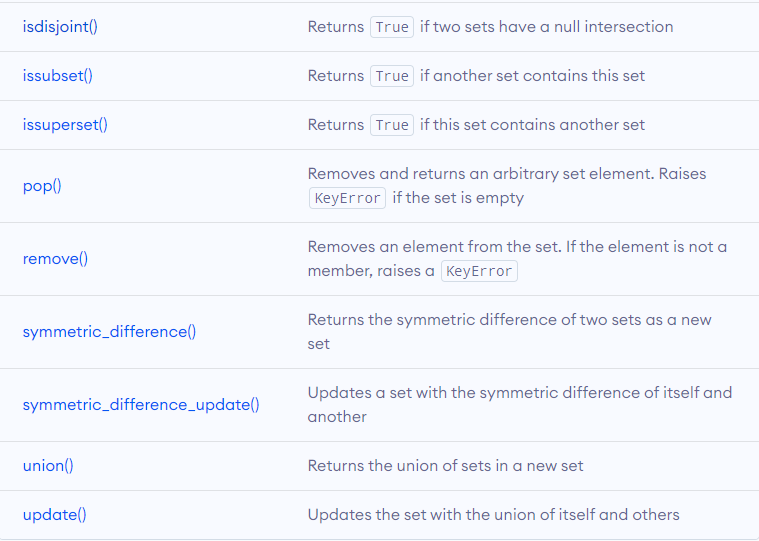 isdisjoint()
Returns True if two sets have a null intersection
issubset()
Returns True if another set contains this set
issuperset()
Returns True if this set contains another set
pop()
Removes and returns an arbitrary set element. Raises
KeyError if the set is empty
remove()
Removes an element from the set. If the element is not a
member, raises a KeyError
symmetric_difference()
Returns the symmetric difference of two sets as a new
set
symmetric_difference_update()
Updates a set with the symmetric difference of itself and
another
union()
Returns the union of sets in a new set
update()
Updates the set with the union of itself and others